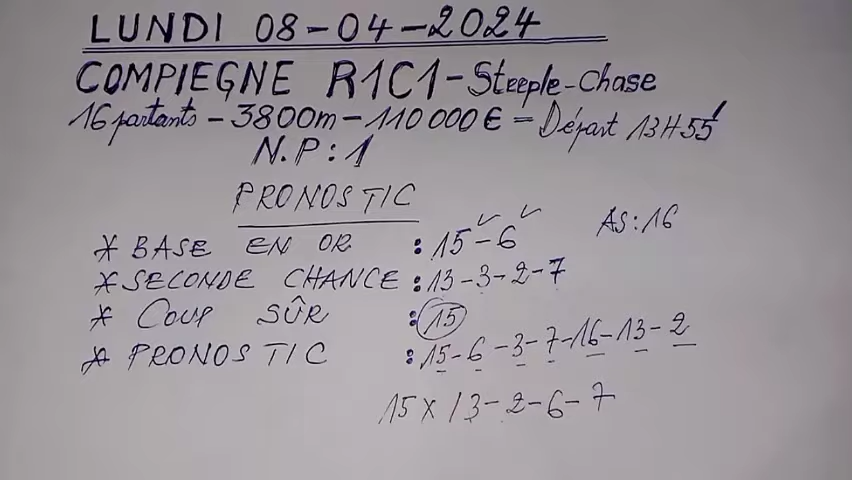 LUNDI 08-04-2024
COMPIEGNE R1C1-Steeple-Chase
16 partants - 3800m - 110 000€ = Départ 13H55'
N.P : 1
PRONOSTIC
* BASE EN OR : 15 - 6 AS : 16
* SECONDE CHANCE : 13 - 3 - 2 - 7
* COUP SÛR : 15
* PRONOSTIC : 15 - 6 - 3 - 7 - 16 - 13 - 2
15 X 13 - 2 - 6 - 7